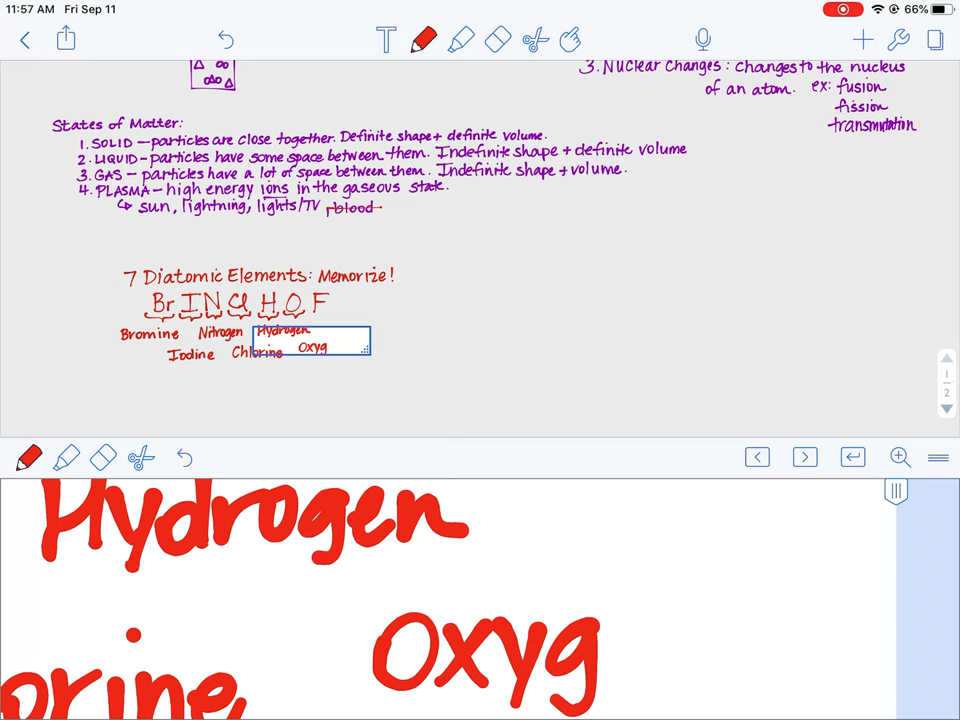 11:57 AM Fri Sep 11
66%
3. Nuclear Changes: Changes to the nucleus
of an atom. ex: fusion
fission
transmutation
States of Matter:
1. SOLID – particles are close together. Definite shape + definite volume.
2. LIQUID – particles have some space between them. Indefinite shape + definite volume
3. GAS – particles have a lot of space between them. Indefinite shape + volume.
4. PLASMA – high energy ions in the gaseous state.
↳ sun, lightning, lights/TV, blood
7 Diatomic Elements: Memorize!
Br I N Cl H O F
Bromine Nitrogen Hydrogen
Iodine Chlorine Oxyg
1
2
Hydrogen
Oxyg
orine